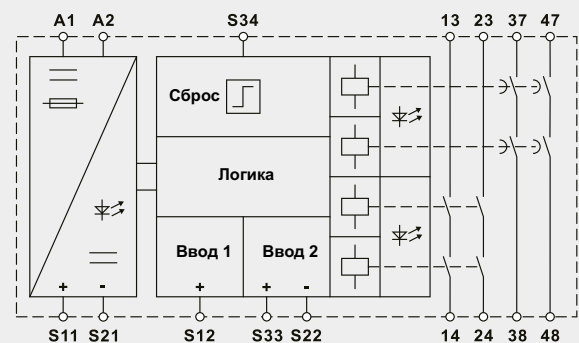 A1 A2 S34 13 23 37 47
Сброс
Логика
Ввод 1 Ввод 2
+ - + + -
S11 S21 S12 S33 S22 14 24 38 48